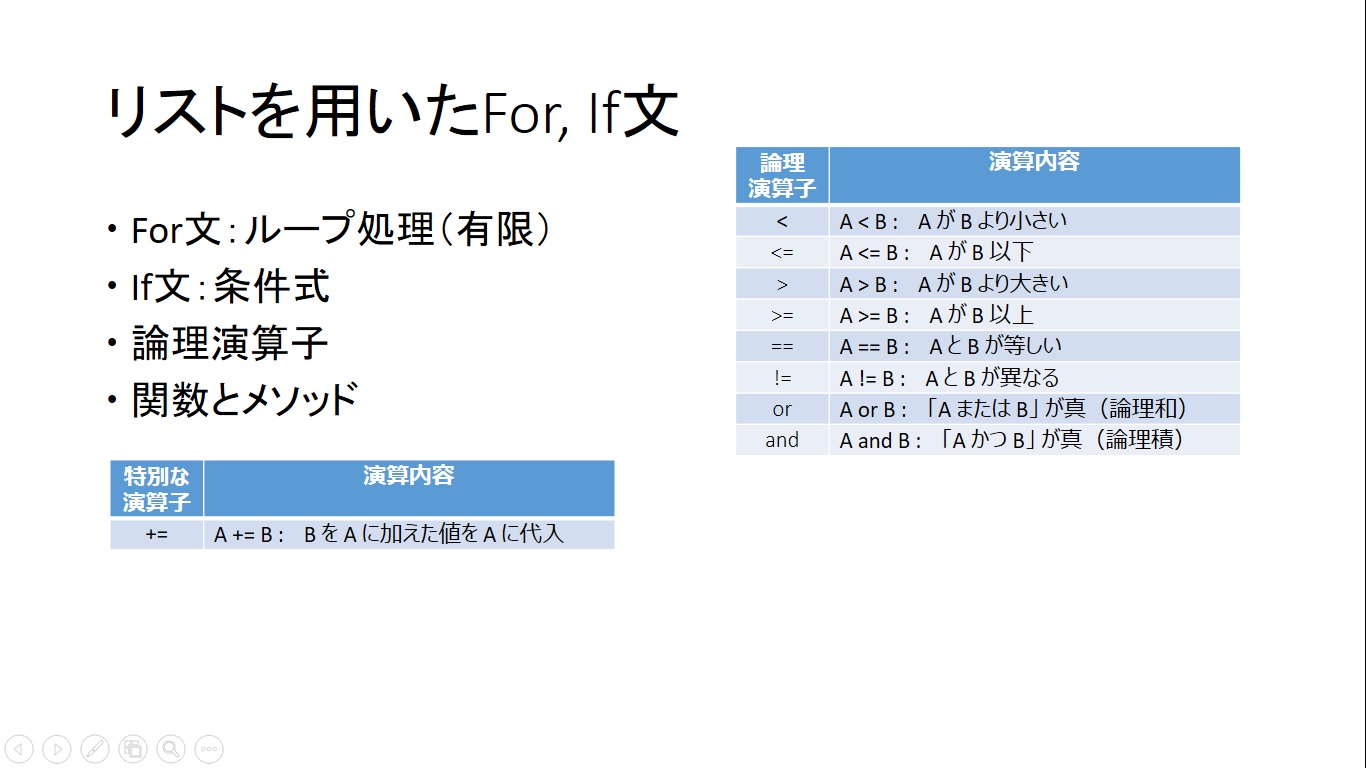 リストを用いたFor, If文
・For文：ループ処理（有限）
・If文：条件式
・論理演算子
・関数とメソッド
特別な
演算子
演算内容
+=
A += B :　B を A に加えた値を A に代入
論理
演算子
演算内容
<
A < B :　A が B より小さい
<=
A <= B :　A が B 以下
>
A > B :　A が B より大きい
>=
A >= B :　A が B 以上
==
A == B :　A と B が等しい
!=
A != B :　A と B が異なる
or
A or B :　「A または B」が真（論理和）
and
A and B :　「A かつ B」が真（論理積）